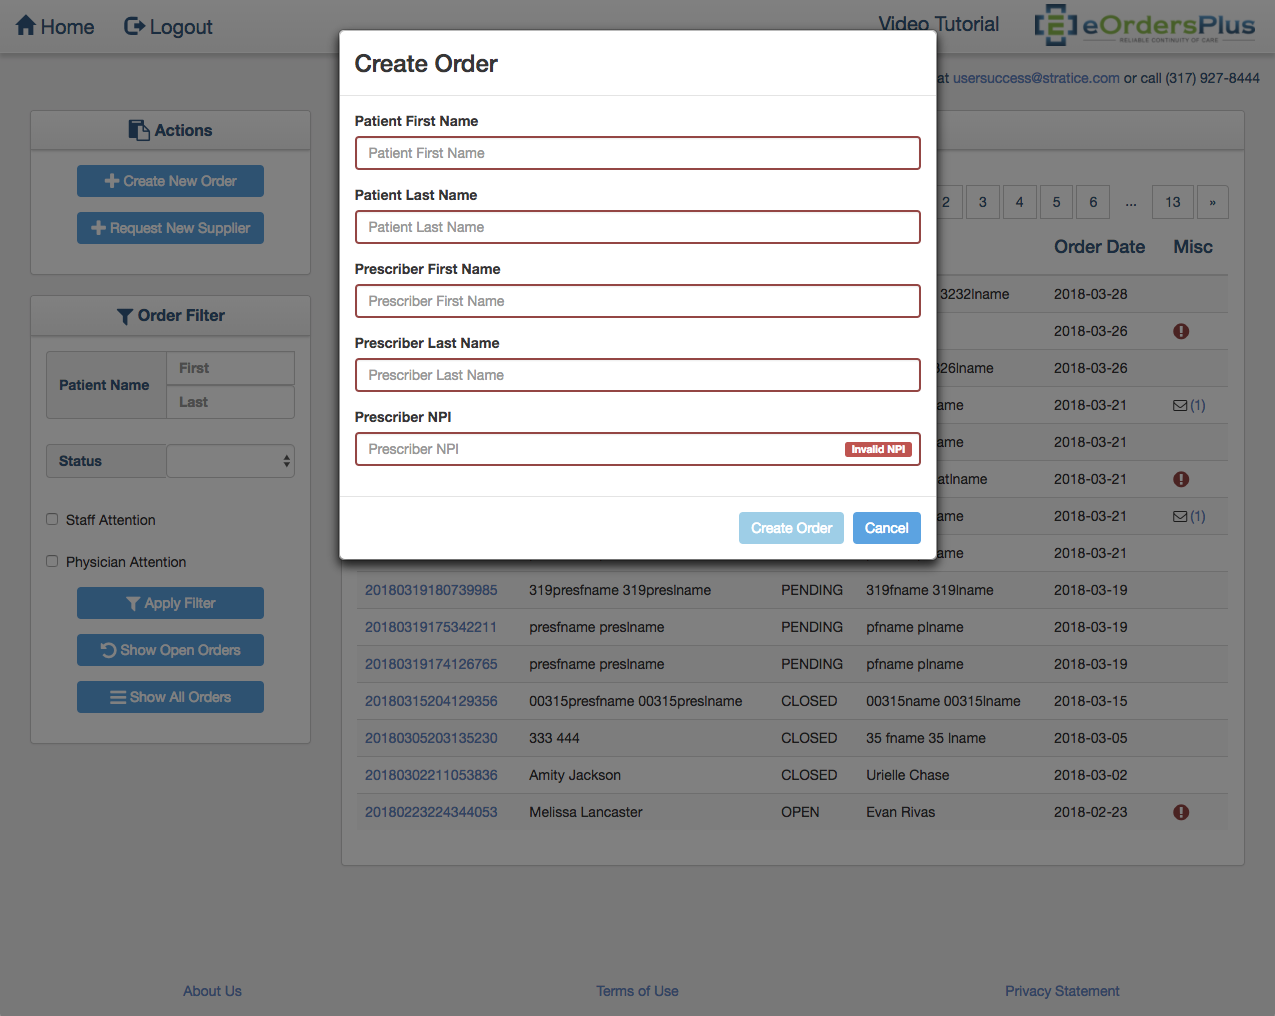 Home
Logout
Video Tutorial
eOrdersPlus
RELIABLE CONTINUITY OF CARE
at usersuccess@stratice.com or call (317) 927-8444
Actions
Create New Order
Request New Supplier
Order Filter
Patient Name
First
Last
Status
Staff Attention
Physician Attention
Apply Filter
Show Open Orders
Show All Orders
Create Order
Patient First Name
Patient First Name
Patient Last Name
Patient Last Name
Prescriber First Name
Prescriber First Name
Prescriber Last Name
Prescriber Last Name
Prescriber NPI
Prescriber NPI Invalid NPI
Create Order Cancel
2 3 4 5 6 ... 13 »
Order Date Misc
3232lname 2018-03-28
2018-03-26
326lname 2018-03-26
ame 2018-03-21 (1)
ame 2018-03-21
atlname 2018-03-21
ame 2018-03-21 (1)
ame 2018-03-21
20180319180739985 319presfname 319preslname PENDING 319fname 319lname 2018-03-19
20180319175342211 presfname preslname PENDING pfname plname 2018-03-19
20180319174126765 presfname preslname PENDING pfname plname 2018-03-19
20180315204129356 00315presfname 00315preslname CLOSED 00315name 00315lname 2018-03-15
20180305203135230 333 444 CLOSED 35 fname 35 lname 2018-03-05
20180302211053836 Amity Jackson CLOSED Urielle Chase 2018-03-02
20180223224344053 Melissa Lancaster OPEN Evan Rivas 2018-02-23
About Us
Terms of Use
Privacy Statement